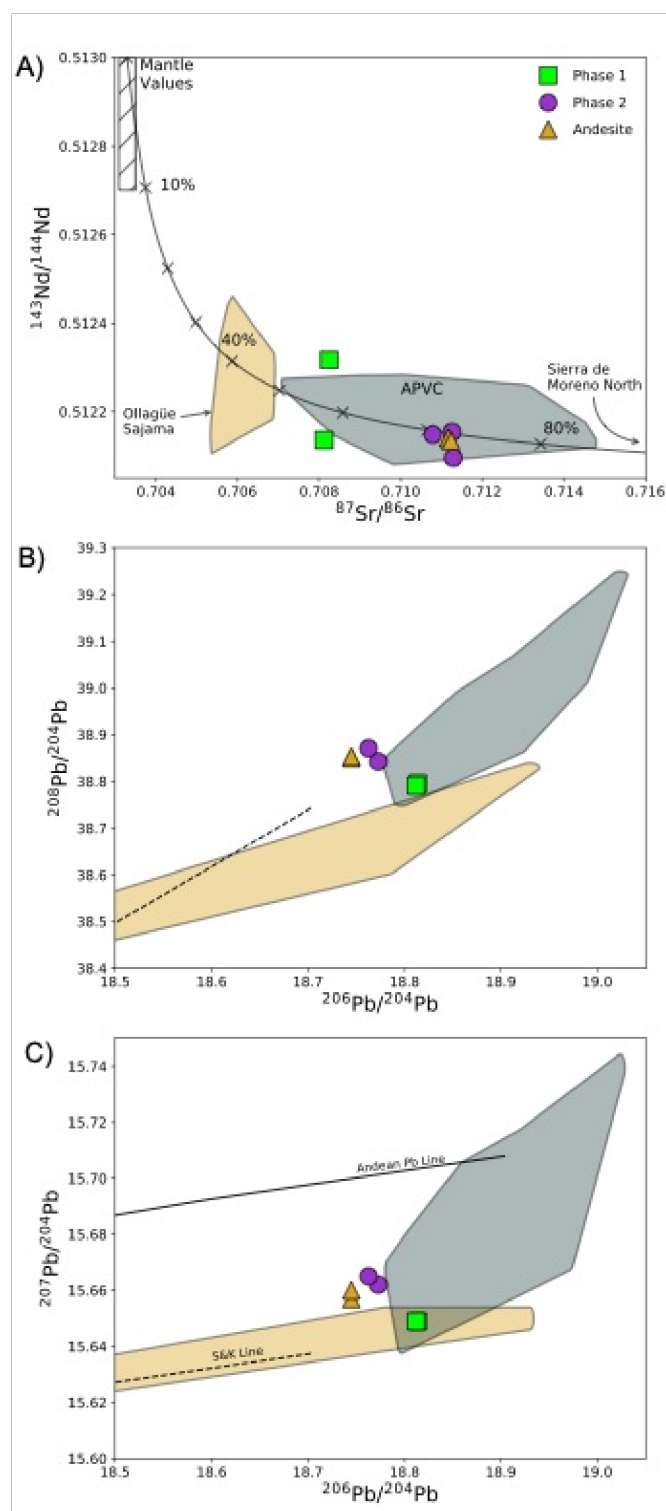 A)
0.5130
0.5128
0.5126
0.5124
0.5122
143Nd/144Nd
Mantle
Values
10%
40%
80%
Ollagüe
Sajama
APVC
Sierra de
Moreno North
Phase 1
Phase 2
Andesite
0.704 0.706 0.708 0.710 0.712 0.714 0.716
87Sr/86Sr
B)
39.3
39.2
39.1
39.0
38.9
38.8
38.7
38.6
38.5
38.4
208Pb/204Pb
18.5 18.6 18.7 18.8 18.9 19.0
206Pb/204Pb
C)
15.74
15.72
15.70
15.68
15.66
15.64
15.62
15.60
207Pb/204Pb
Andean Pb Line
S&K Line
18.5 18.6 18.7 18.8 18.9 19.0
206Pb/204Pb